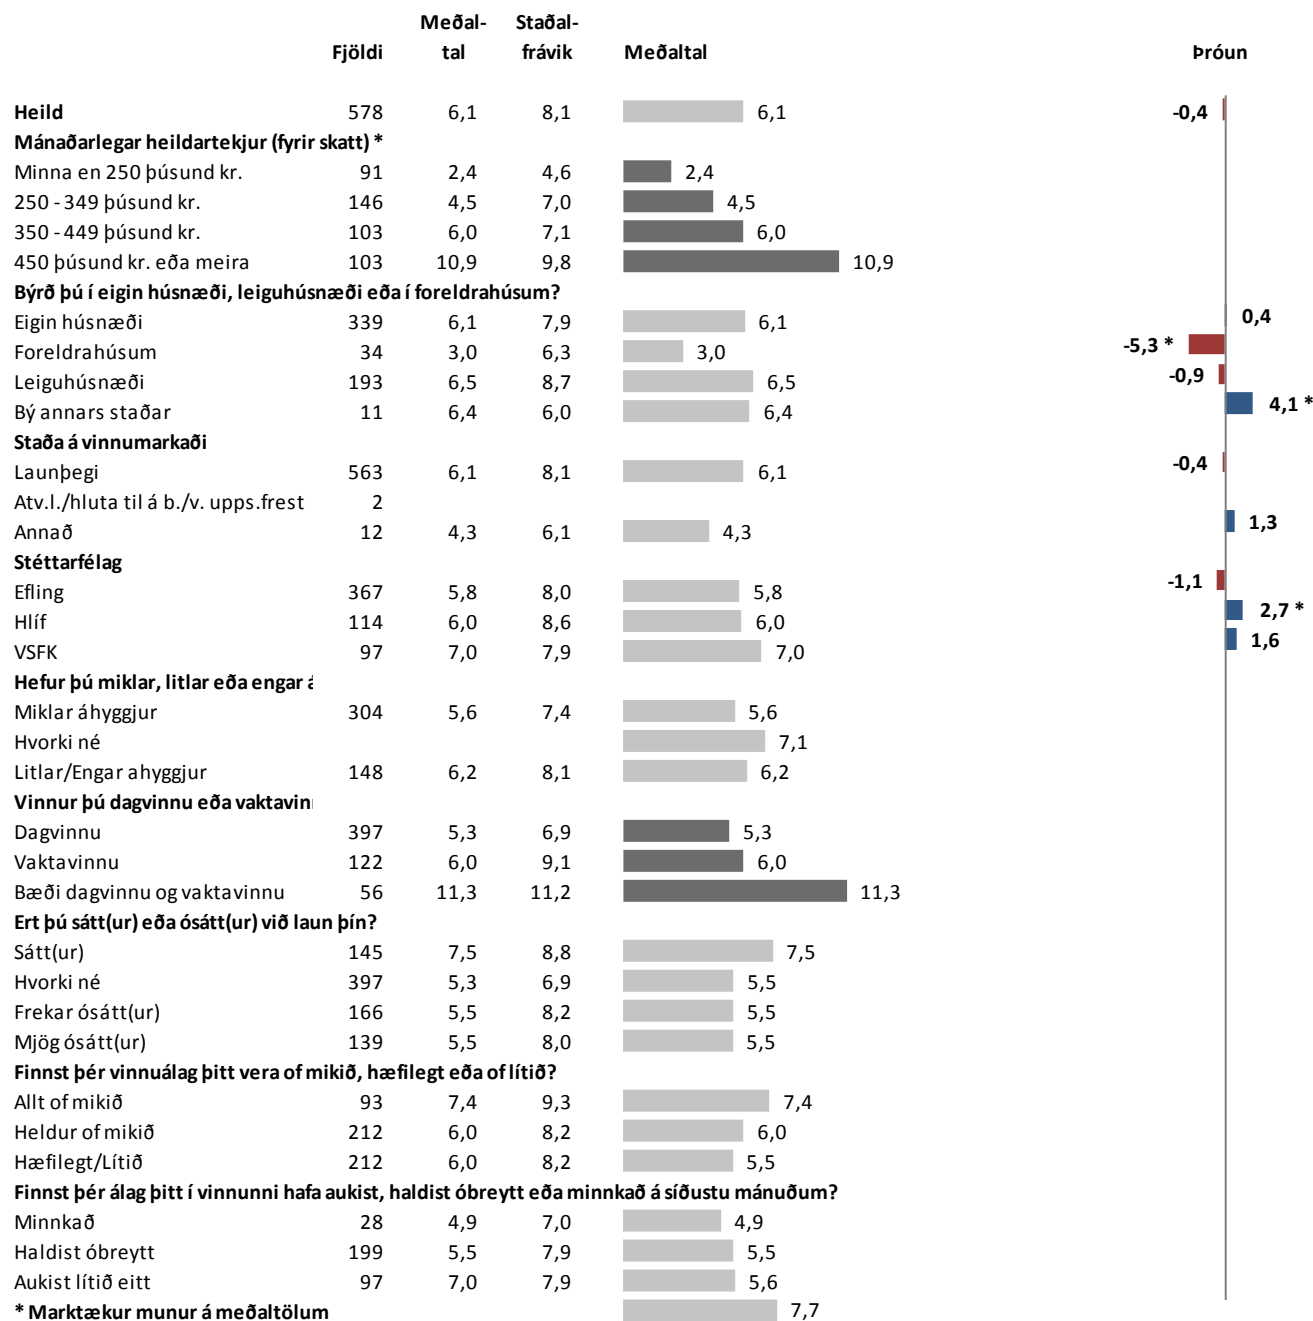 Meðal- Staðal-
Fjöldi tal frávik Meðaltal Þróun
Heild 578 6,1 8,1 6,1 -0,4
Mánaðarlegar heildartekjur (fyrir skatt) *
Minna en 250 þúsund kr. 91 2,4 4,6 2,4
250 - 349 þúsund kr. 146 4,5 7,0 4,5
350 - 449 þúsund kr. 103 6,0 7,1 6,0
450 þúsund kr. eða meira 103 10,9 9,8 10,9
Býrð þú í eigin húsnæði, leiguhúsnæði eða í foreldrahúsum?
Eigin húsnæði 339 6,1 7,9 6,1 0,4
Foreldrahúsum 34 3,0 6,3 3,0 -5,3 *
Leiguhúsnæði 193 6,5 8,7 6,5 -0,9
Bý annars staðar 11 6,4 6,0 6,4 4,1 *
Staða á vinnumarkaði
Launþegi 563 6,1 8,1 6,1 -0,4
Atv.l./hluta til á b./v. upps.frest 2
Annað 12 4,3 6,1 4,3 1,3
Stéttarfélag
Efling 367 5,8 8,0 5,8 -1,1
Hlíf 114 6,0 8,6 6,0 2,7 *
VSFK 97 7,0 7,9 7,0 1,6
Hefur þú miklar, litlar eða engar á
Miklar áhyggjur 304 5,6 7,4 5,6
Hvorki né 7,1
Litlar/Engar ahyggjur 148 6,2 8,1 6,2
Vinnur þú dagvinnu eða vaktavin
Dagvinnu 397 5,3 6,9 5,3
Vaktavinnu 122 6,0 9,1 6,0
Bæði dagvinnu og vaktavinnu 56 11,3 11,2 11,3
Ert þú sátt(ur) eða ósátt(ur) við laun þín?
Sátt(ur) 145 7,5 8,8 7,5
Hvorki né 397 5,3 6,9 5,5
Frekar ósátt(ur) 166 5,5 8,2 5,5
Mjög ósátt(ur) 139 5,5 8,0 5,5
Finnst þér vinnuálag þitt vera of mikið, hæfilegt eða of lítið?
Allt of mikið 93 7,4 9,3 7,4
Heldur of mikið 212 6,0 8,2 6,0
Hæfilegt/Lítið 212 6,0 8,2 5,5
Finnst þér álag þitt í vinnunni hafa aukist, haldist óbreytt eða minnkað á síðustu mánuðum?
Minnkað 28 4,9 7,0 4,9
Haldist óbreytt 199 5,5 7,9 5,5
Aukist lítið eitt 97 7,0 7,9 5,6
* Marktækur munur á meðaltölum 7,7